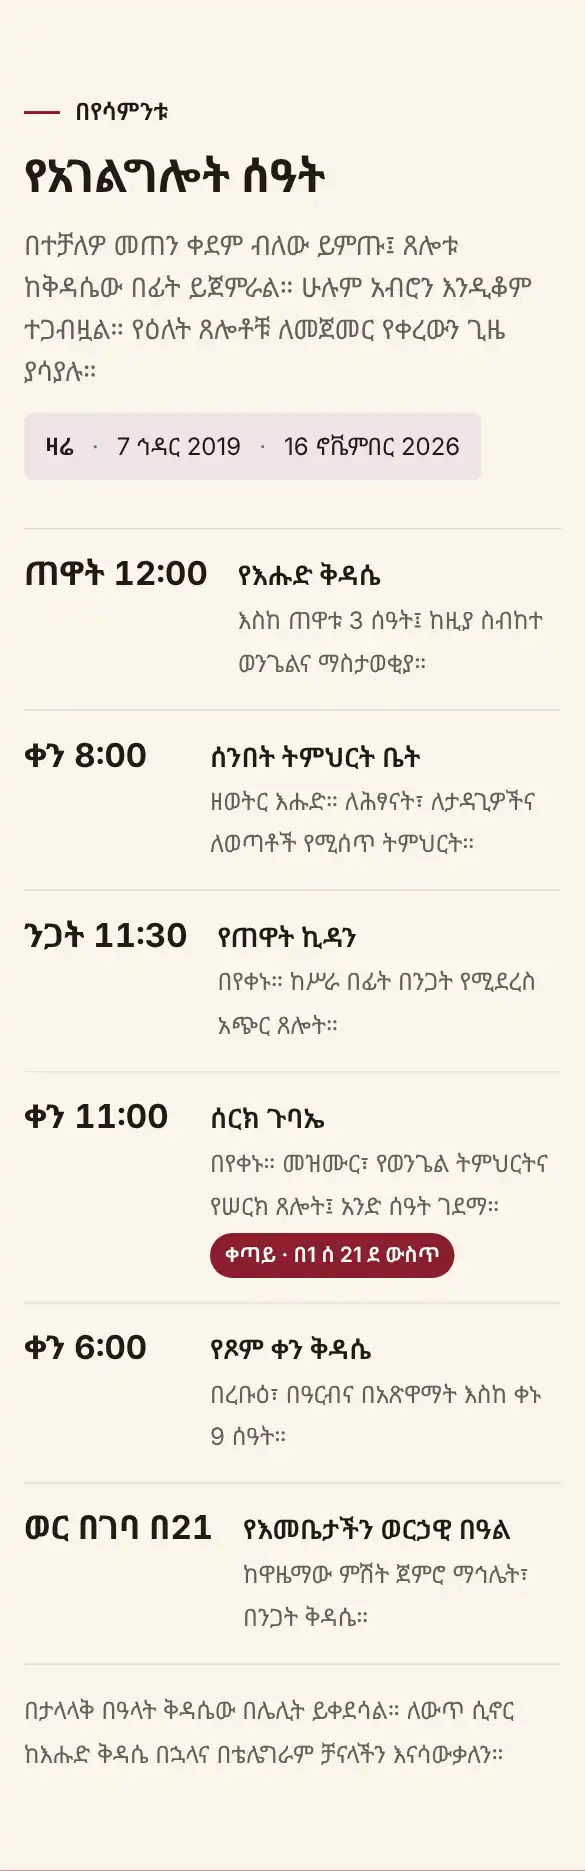 በየሳምንቱ
የአገልግሎት ሰዓት
በተቻለዎ መጠን ቀደም ብለው ይምጡ፤ ጸሎቱ
ከቅዳሴው በፊት ይጀምራል። ሁሉም አብሮን እንዲቆም
ተጋብዟል። የዕለት ጸሎቶቹ ለመጀመር የቀረውን ጊዜ
ያሳያሉ።
ዛሬ · 7 ኅዳር 2019 · 16 ኖቬምበር 2026
ጠዋት 12:00 የእሑድ ቅዳሴ
እስከ ጠዋቱ 3 ሰዓት፤ ከዚያ ስብከተ
ወንጌልና ማስታወቂያ።
ቀን 8:00 ሰንበት ትምህርት ቤት
ዘወትር እሑድ። ለሕፃናት፣ ለታዳጊዎችና
ለወጣቶች የሚሰጥ ትምህርት።
ንጋት 11:30 የጠዋት ኪዳን
በየቀኑ። ከሥራ በፊት በንጋት የሚደረስ
አጭር ጸሎት።
ቀን 11:00 ሰርክ ጉባኤ
በየቀኑ። መዝሙር፣ የወንጌል ትምህርትና
የሠርክ ጸሎት፤ አንድ ሰዓት ገደማ።
ቀጣይ · በ1 ሰ 21 ደ ውስጥ
ቀን 6:00 የጾም ቀን ቅዳሴ
በረቡዕ፣ በዓርብና በአጽዋማት እስከ ቀኑ
9 ሰዓት።
ወር በገባ በ21 የእመቤታችን ወርኃዊ በዓል
ከዋዜማው ምሽት ጀምሮ ማኅሌት፣
በንጋት ቅዳሴ።
በታላላቅ በዓላት ቅዳሴው በሌሊት ይቀደሳል። ለውጥ ሲኖር
ከእሑድ ቅዳሴ በኋላና በቴሌግራም ቻናላችን እናሳውቃለን።